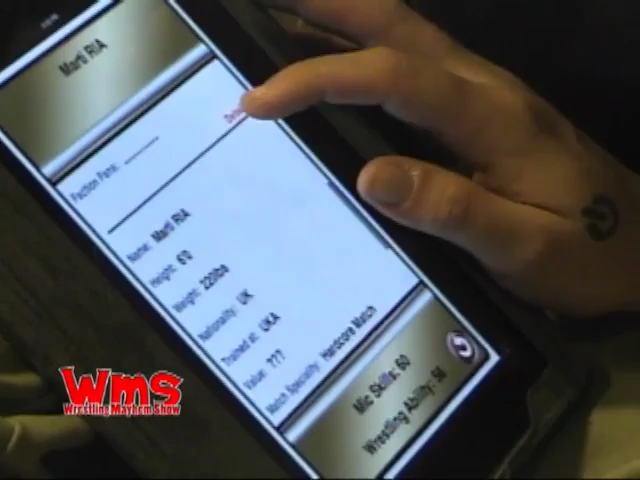 Marti RIA
Faction Pana:
Name: Marti RIA
Height: 6'0
Weight: 220lbs
Nationality: UK
Trained at: UKA
Value: ???
Match Speciality: Hardcore Match
Mic Skills: 60
Wrestling Ability: 58
Wms
Wrestling Mayhem Show